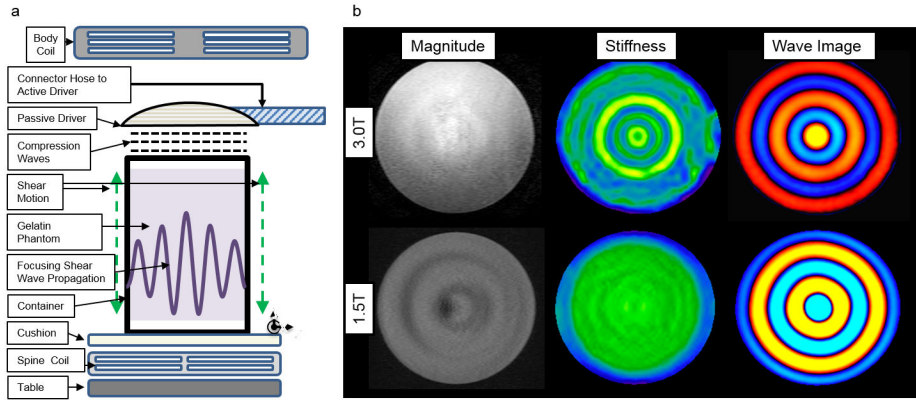 a
Body
Coil
Connector Hose to
Active Driver
Passive Driver
Compression
Waves
Shear
Motion
Gelatin
Phantom
Focusing Shear
Wave Propagation
Container
Cushion
Spine Coil
Table
b
Magnitude
Stiffness
Wave Image
3.0T
1.5T